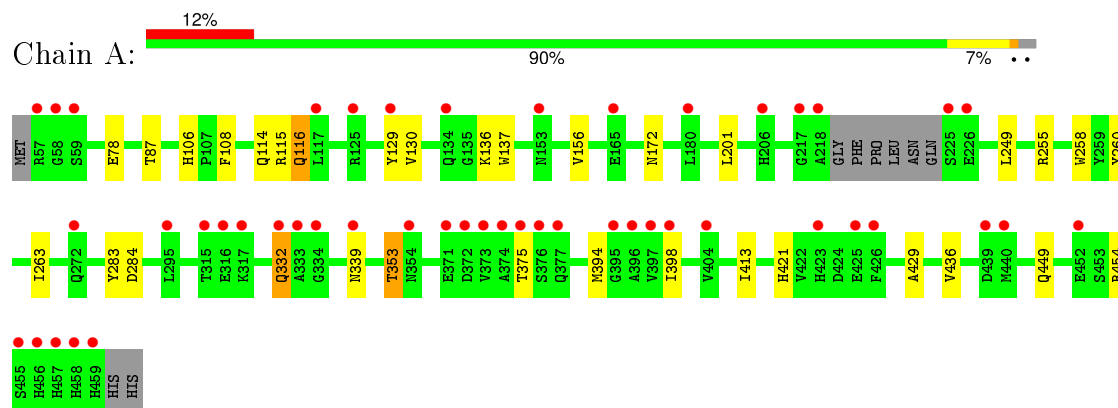 12%
Chain A:
90% 7% • •
MET R57 G58 S59 E78 T87 H106 P107 F108 Q114 R115 Q116 L117 R125 Y129 V130 Q134 G135 K136 W137 N153 V156 E165 N172 L180 L201 H206 G217 A218 GLY PHE PRO LEU ASN GLN S225 E226 L249 R255 W258 Y259 Y260
I263 Q272 Y283 D284 L295 T315 E316 K317 Q332 A333 G334 N339 T353 N354 E371 D372 V373 A374 T375 S376 Q377 M394 G395 A396 V397 I398 V404 I413 H421 V422 H423 D424 E425 F426 A429 V436 D439 M440 Q449 E452 S453
S455 H456 H457 H458 H459 HIS HIS